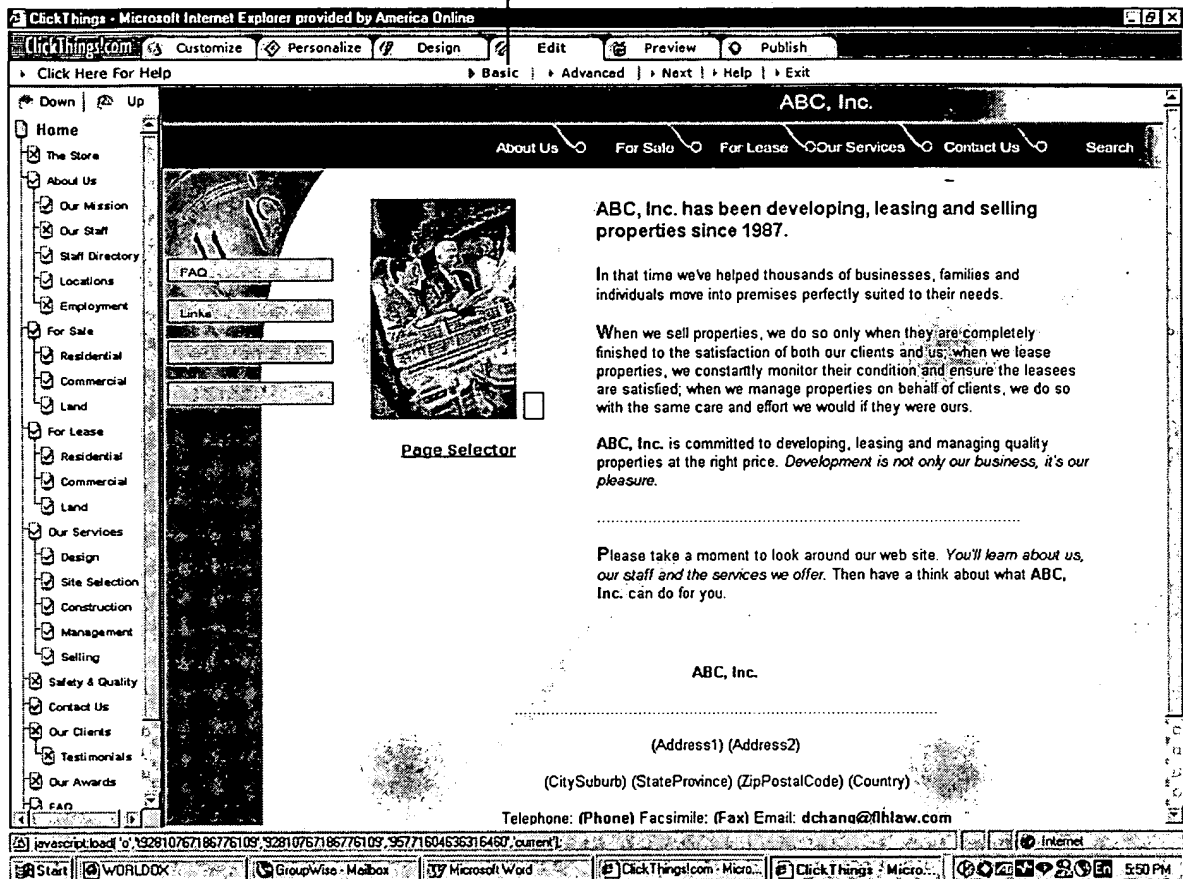 ClickThings - Microsoft Internet Explorer provided by America Online
ClickThings!com Customize Personalize Design Edit Preview Publish
Click Here For Help Basic Advanced Next Help Exit
Down Up
Home
The Store
About Us
Our Mission
Our Staff
Staff Directory
Locations
Employment
For Sale
Residential
Commercial
Land
For Lease
Residential
Commercial
Land
Our Services
Design
Site Selection
Construction
Management
Selling
Safety & Quality
Contact Us
Our Clients
Testimonials
Our Awards
FAQ
ABC, Inc.
About Us For Sale For Lease Our Services Contact Us Search
FAQ
Links
Page Selector
ABC, Inc. has been developing, leasing and selling
properties since 1987.
In that time we've helped thousands of businesses, families and
individuals move into premises perfectly suited to their needs.
When we sell properties, we do so only when they are completely
finished to the satisfaction of both our clients and us; when we lease
properties, we constantly monitor their condition and ensure the leasees
are satisfied; when we manage properties on behalf of clients, we do so
with the same care and effort we would if they were ours.
ABC, Inc. is committed to developing, leasing and managing quality
properties at the right price. Development is not only our business, it's our
pleasure.
Please take a moment to look around our web site. You'll learn about us,
our staff and the services we offer. Then have a think about what ABC,
Inc. can do for you.
ABC, Inc.
(Address1) (Address2)
(CitySuburb) (StateProvince) (ZipPostalCode) (Country)
Telephone: (Phone) Facsimile: (Fax) Email: dchang@flhlaw.com
javascript:load( 'o','928107671867 76109','92810767186776109','957716046363 16460','current'); Internet
Start WORLDOX GroupWise - Mailbox Microsoft Word ClickThings!com - Micro... ClickThings - Micro... En 5:50 PM